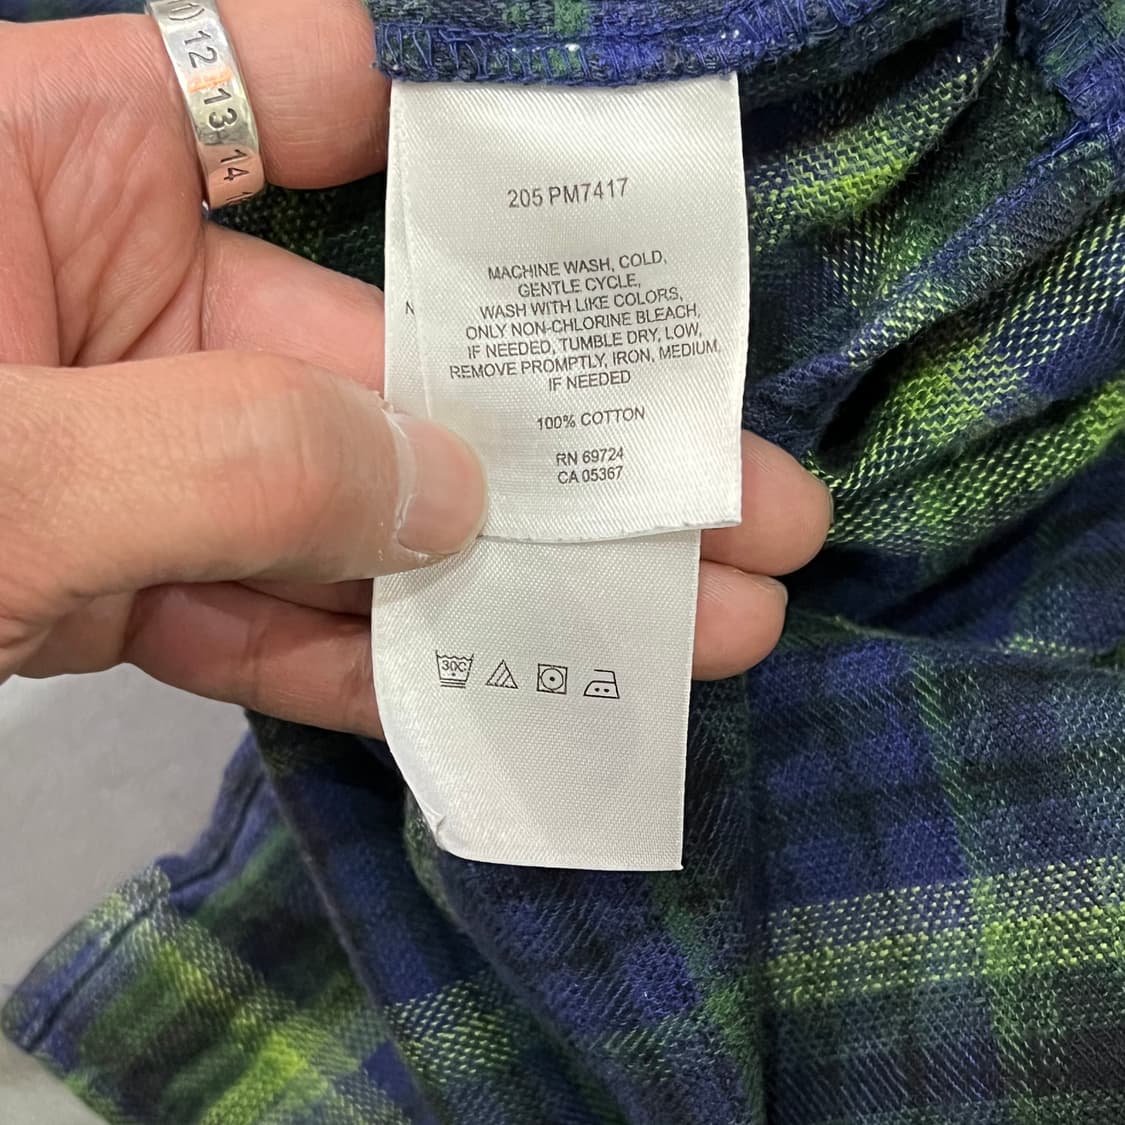 12 13 14
205 PM7417
MACHINE WASH, COLD,
GENTLE CYCLE,
WASH WITH LIKE COLORS,
ONLY NON-CHLORINE BLEACH,
IF NEEDED, TUMBLE DRY, LOW,
REMOVE PROMPTLY, IRON, MEDIUM,
IF NEEDED
N
100% COTTON
RN 69724
CA 05367
30C